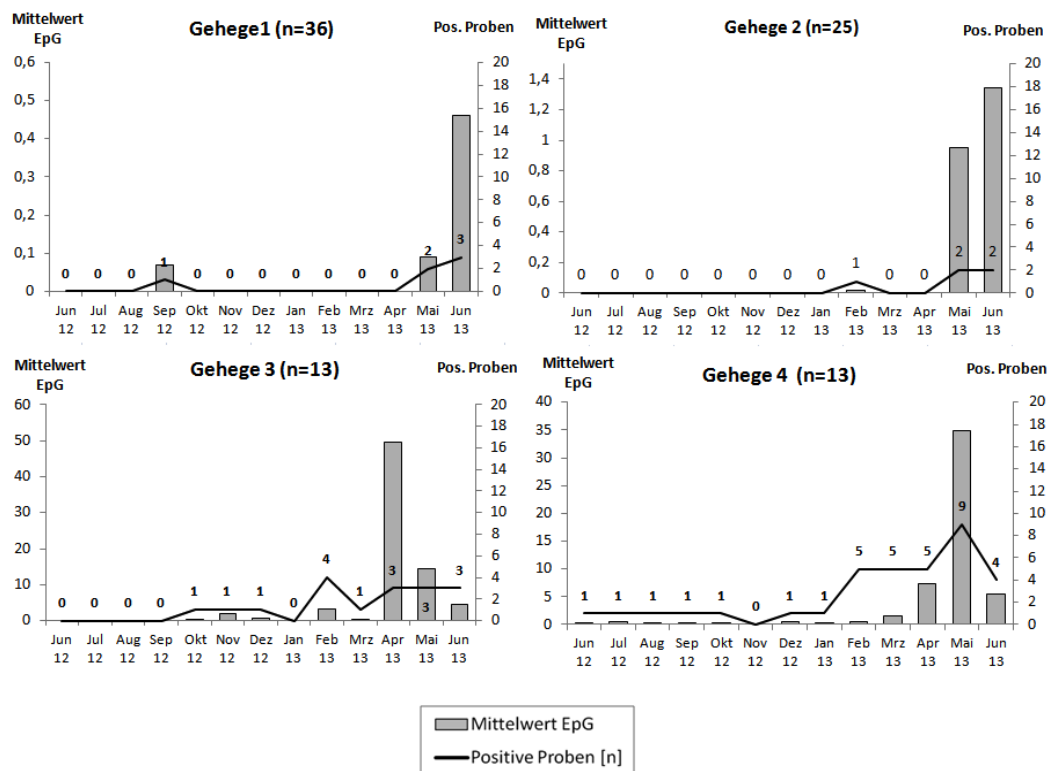 Mittelwert
EpG
Gehege1 (n=36)
Pos. Proben
0,6
0,5
0,4
0,3
0,2
0,1
0
20
18
16
14
12
10
8
6
4
2
0
0 0 0 1 0 0 0 0 0 0 0 2 3
Jun Jul Aug Sep Okt Nov Dez Jan Feb Mrz Apr Mai Jun
12 12 12 12 12 12 12 13 13 13 13 13 13
Mittelwert
EpG
Gehege 2 (n=25)
Pos. Proben
1,4
1,2
1
0,8
0,6
0,4
0,2
0
20
18
16
14
12
10
8
6
4
2
0
0 0 0 0 0 0 0 0 1 0 0 2 2
Jun Jul Aug Sep Okt Nov Dez Jan Feb Mrz Apr Mai Jun
12 12 12 12 12 12 12 13 13 13 13 13 13
Mittelwert
EpG
Gehege 3 (n=13)
Pos. Proben
60
50
40
30
20
10
0
20
18
16
14
12
10
8
6
4
2
0
0 0 0 0 1 1 1 0 4 1 3 3 3
Jun Jul Aug Sep Okt Nov Dez Jan Feb Mrz Apr Mai Jun
12 12 12 12 12 12 12 13 13 13 13 13 13
Mittelwert
EpG
Gehege 4 (n=13)
Pos. Proben
40
35
30
25
20
15
10
5
0
20
18
16
14
12
10
8
6
4
2
0
1 1 1 1 1 0 1 1 5 5 5 9 4
Jun Jul Aug Sep Okt Nov Dez Jan Feb Mrz Apr Mai Jun
12 12 12 12 12 12 12 13 13 13 13 13 13
Mittelwert EpG
Positive Proben [n]